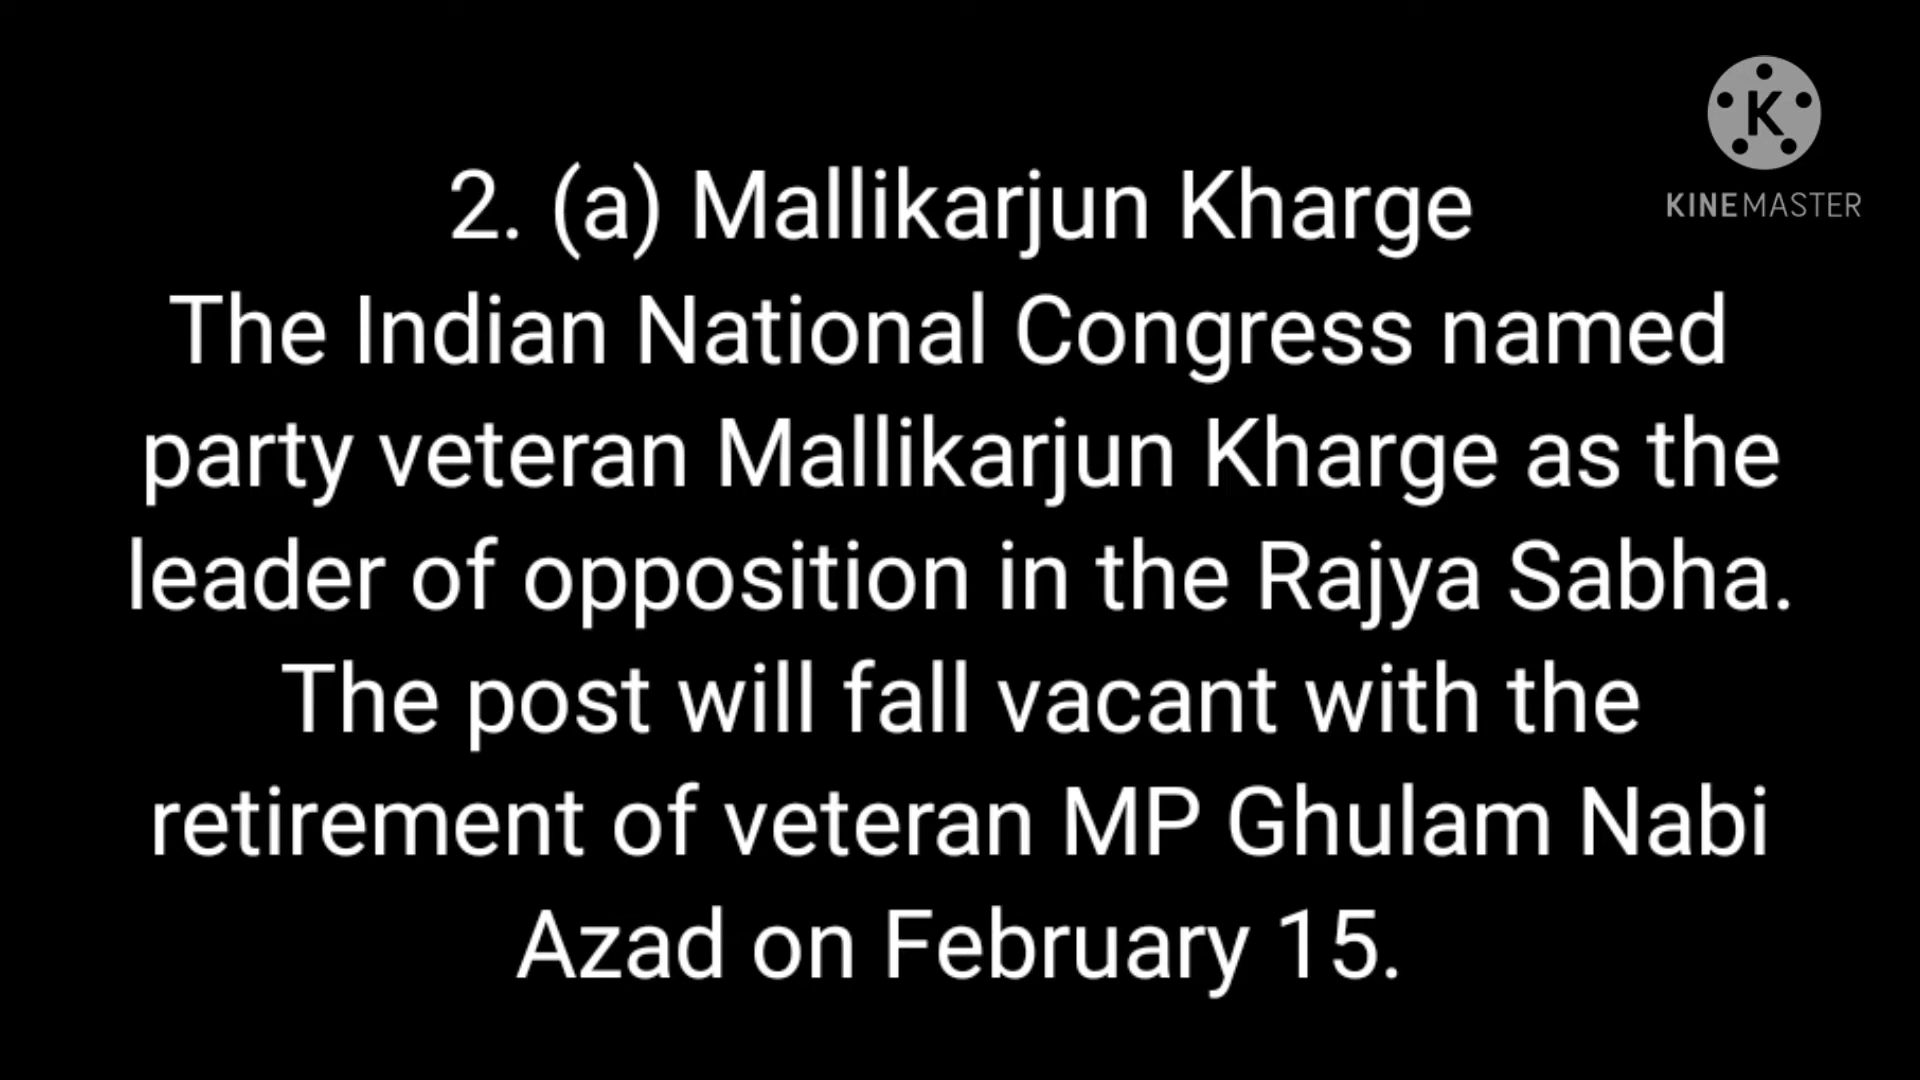 K
KINEMASTER
2. (a) Mallikarjun Kharge
The Indian National Congress named
party veteran Mallikarjun Kharge as the
leader of opposition in the Rajya Sabha.
The post will fall vacant with the
retirement of veteran MP Ghulam Nabi
Azad on February 15.